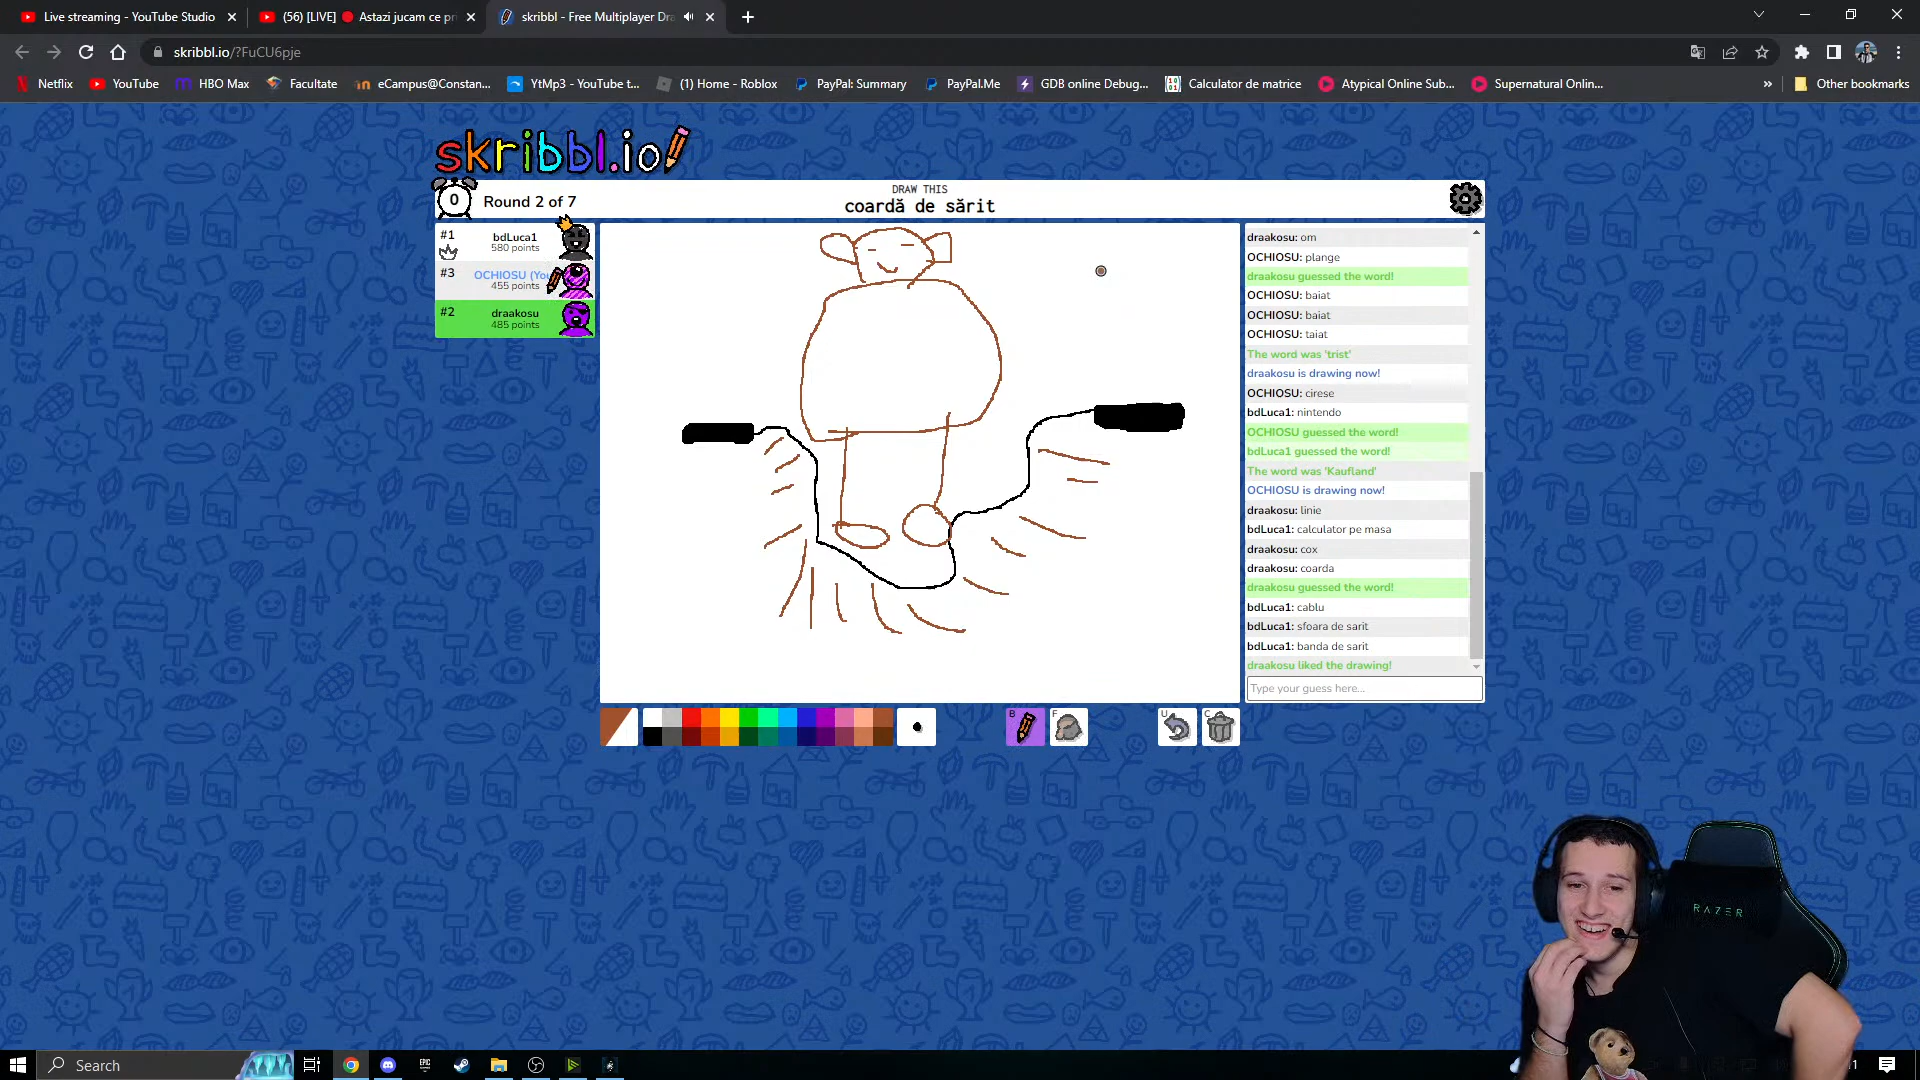 Live streaming - YouTube Studio
(56) [LIVE] 🔴 Astazi jucam ce pri
skribbl - Free Multiplayer Dra
skribbl.io/?FuCU6pje
Netflix
YouTube
HBO Max
Facultate
eCampus@Constan...
YtMp3 - YouTube t...
(1) Home - Roblox
PayPal: Summary
PayPal.Me
GDB online Debug...
Calculator de matrice
Atypical Online Sub...
Supernatural Onlin...
»
Other bookmarks
skribbl.io
0
Round 2 of 7
DRAW THIS
coardă de sărit
#1
bdLuca1
580 points
#3
OCHIOSU (Yo
455 points
#2
draakosu
485 points
draakosu: om
OCHIOSU: plange
draakosu guessed the word!
OCHIOSU: baiat
OCHIOSU: baiat
OCHIOSU: taiat
The word was 'trist'
draakosu is drawing now!
OCHIOSU: cirese
bdLuca1: nintendo
OCHIOSU guessed the word!
bdLuca1 guessed the word!
The word was 'Kaufland'
OCHIOSU is drawing now!
draakosu: linie
bdLuca1: calculator pe masa
draakosu: cox
draakosu: coarda
draakosu guessed the word!
bdLuca1: cablu
bdLuca1: sfoara de sarit
bdLuca1: banda de sarit
draakosu liked the drawing!
Type your guess here...
B
F
U
C
RAZER
Search
EPIC